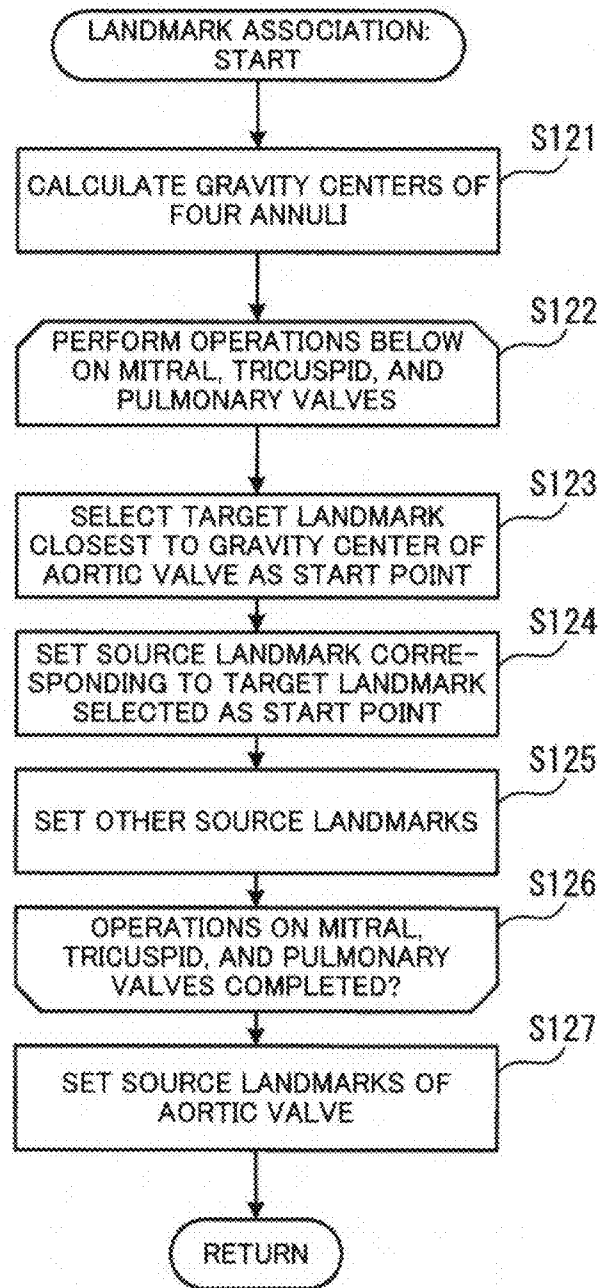 LANDMARK ASSOCIATION:
START
S121
CALCULATE GRAVITY CENTERS OF
FOUR ANNULI
S122
PERFORM OPERATIONS BELOW
ON MITRAL, TRICUSPID, AND
PULMONARY VALVES
S123
SELECT TARGET LANDMARK
CLOSEST TO GRAVITY CENTER OF
AORTIC VALVE AS START POINT
S124
SET SOURCE LANDMARK CORRE-
SPONDING TO TARGET LANDMARK
SELECTED AS START POINT
S125
SET OTHER SOURCE LANDMARKS
S126
OPERATIONS ON MITRAL,
TRICUSPID, AND PULMONARY
VALVES COMPLETED?
S127
SET SOURCE LANDMARKS OF
AORTIC VALVE
RETURN